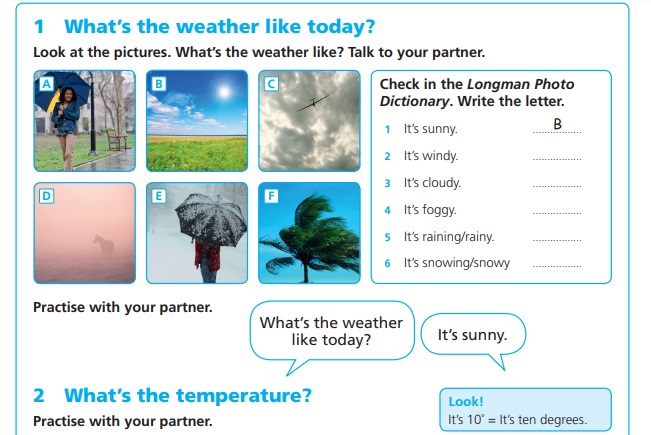 1 What's the weather like today?
Look at the pictures. What's the weather like? Talk to your partner.
A
B
C
D
E
F
Check in the Longman Photo
Dictionary. Write the letter.
1 It's sunny. B
2 It's windy. ................
3 It's cloudy. ................
4 It's foggy. ................
5 It's raining/rainy. ................
6 It's snowing/snowy ................
Practise with your partner.
What's the weather
like today?
It's sunny.
2 What's the temperature?
Practise with your partner.
Look!
It's 10° = It's ten degrees.